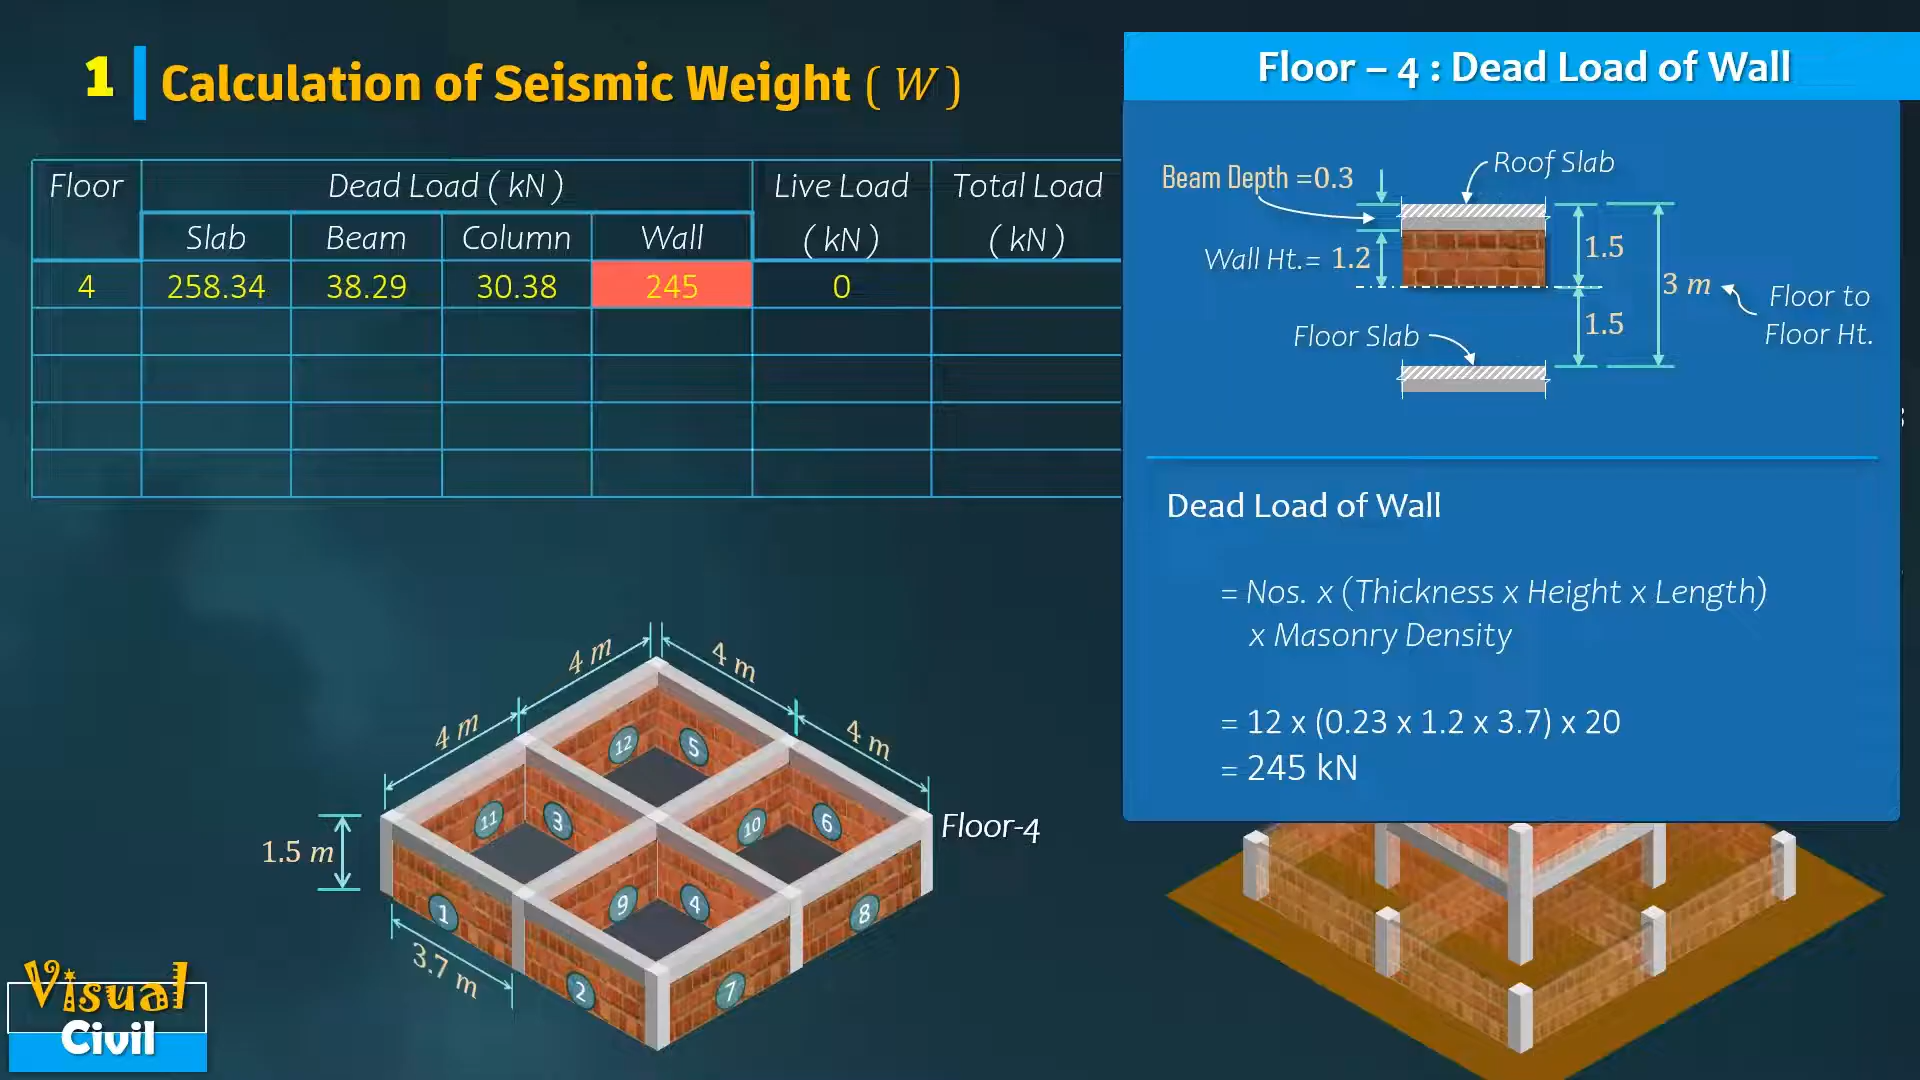 1 Calculation of Seismic Weight ( W )
Floor Dead Load ( kN ) Live Load Total Load
Slab Beam Column Wall ( kN ) ( kN )
4 258.34 38.29 30.38 245 0
Floor – 4 : Dead Load of Wall
Roof Slab
Beam Depth =0.3
Wall Ht.= 1.2
1.5
3 m
Floor to
Floor Ht.
1.5
Floor Slab
Dead Load of Wall
= Nos. x (Thickness x Height x Length)
x Masonry Density
= 12 x (0.23 x 1.2 x 3.7) x 20
= 245 kN
4 m
4 m
4 m
4 m
12
5
11
3
10
6
Floor-4
1.5 m
1
9
4
8
3.7 m
2
7
Visual
Civil